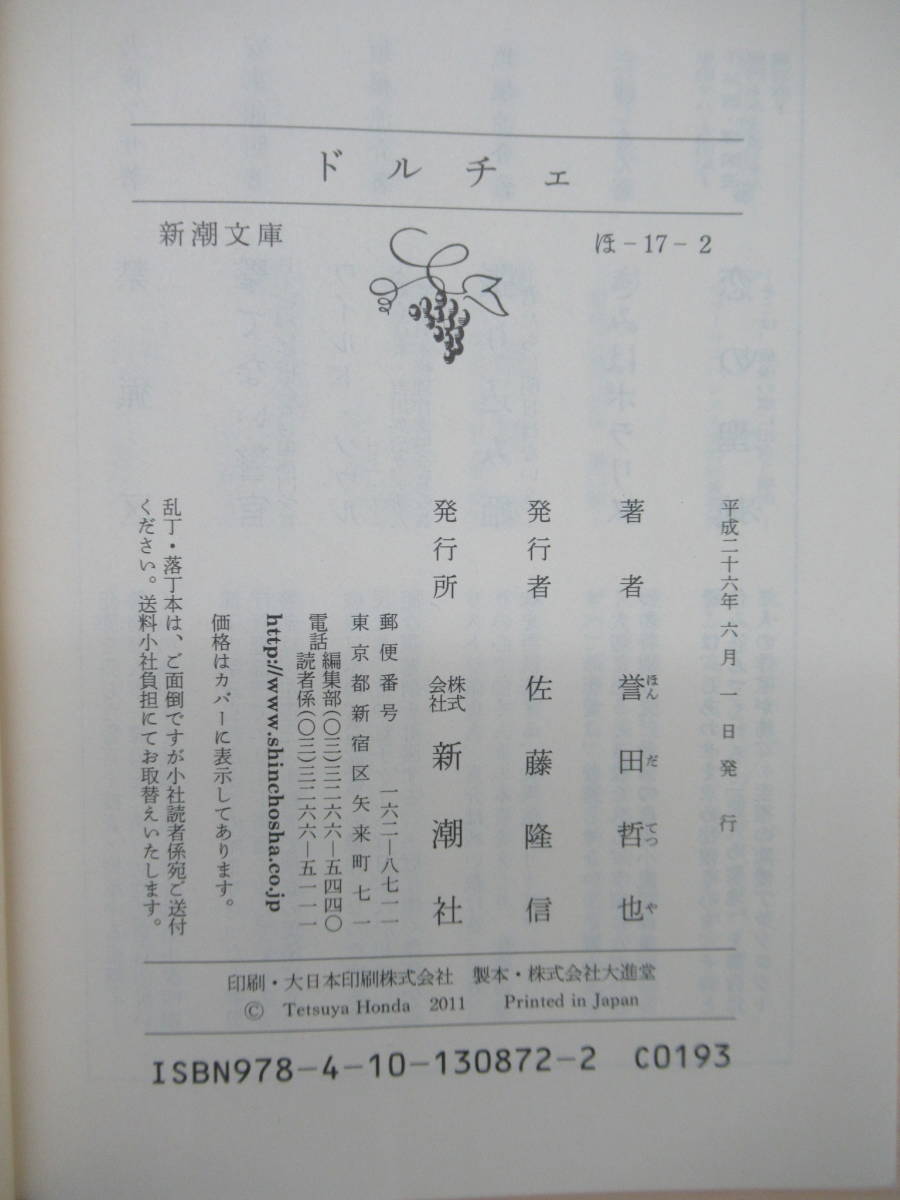 ドルチェ
新潮文庫
ほ-17-2
平成二十六年六月一日発行
著者 誉田哲也
ほん だ てつ や
発行者 佐藤隆信
発行所 株式会社 新潮社
郵便番号 一六二―八七一一
東京都新宿区矢来町七一
電話 編集部(〇三)三二六六―五四四〇
読者係(〇三)三二六六―五一一一
http://www.shinchosha.co.jp
価格はカバーに表示してあります。
乱丁・落丁本は、ご面倒ですが小社読者係宛ご送付
ください。送料小社負担にてお取替えいたします。
印刷・大日本印刷株式会社 製本・株式会社大進堂
© Tetsuya Honda 2011 Printed in Japan
ISBN978-4-10-130872-2 C0193